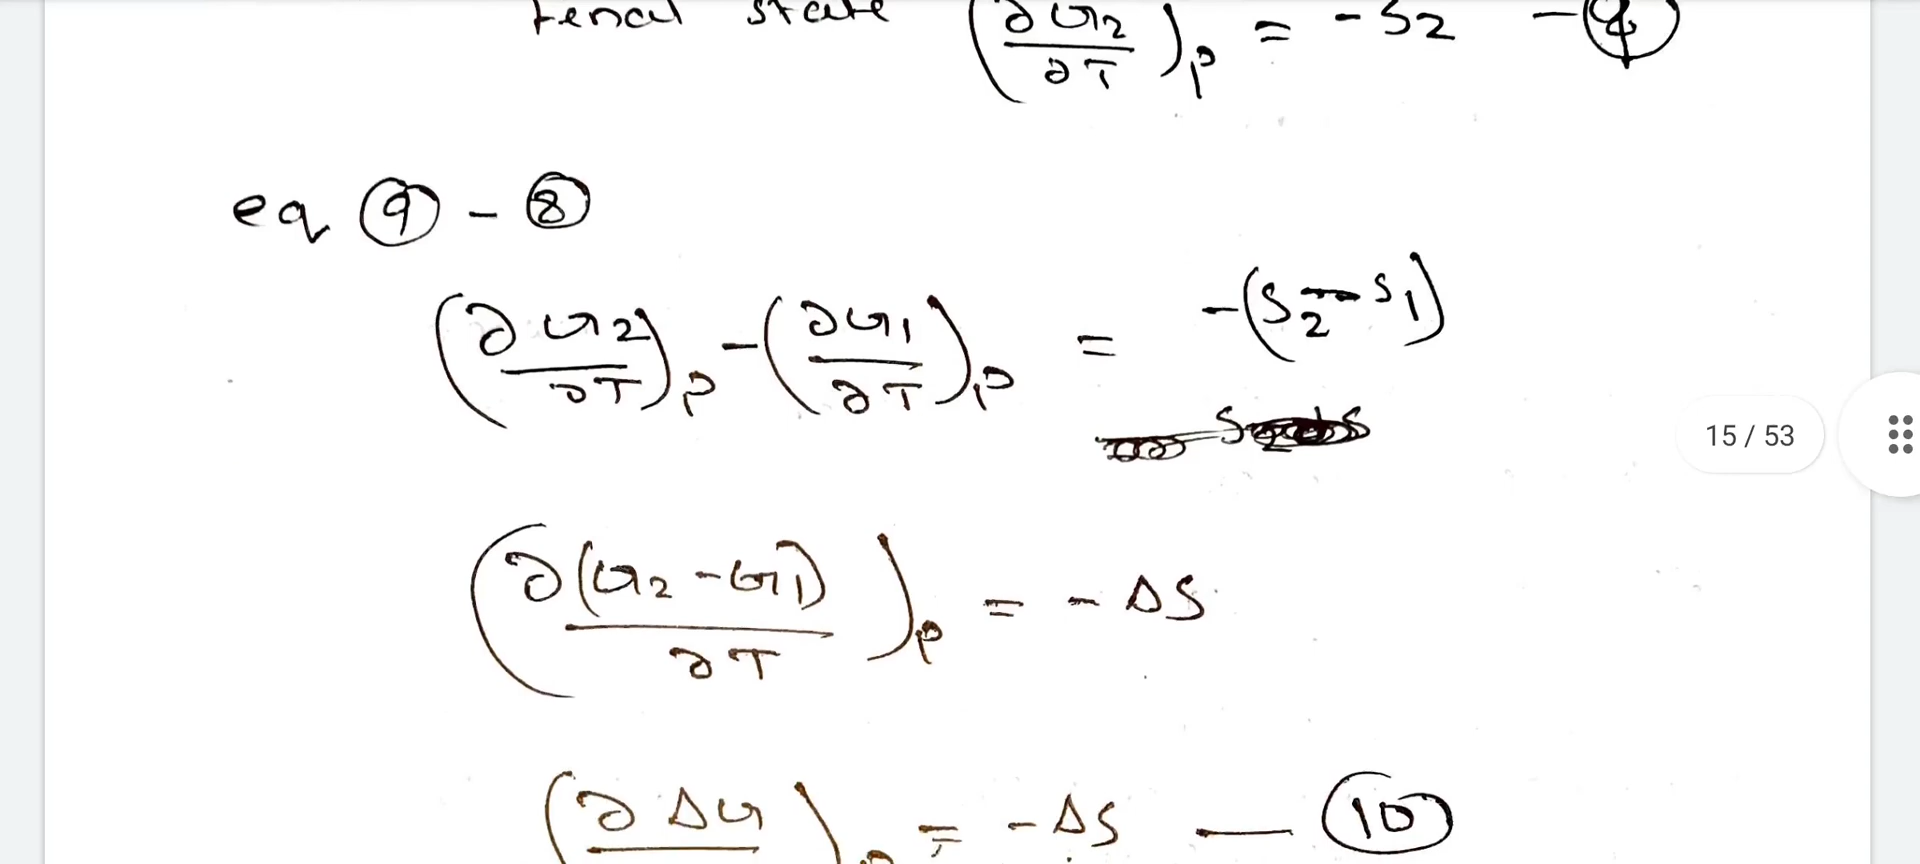 fenal state (∂G2/∂T)p = -S2 -⑨
eq ⑨ - ⑧
(∂G2/∂T)p - (∂G1/∂T)p = -(S2 - S1)
15 / 53
(∂(G2 - G1)/∂T)p = - ΔS
(∂ΔG)p = - ΔS — ⑩